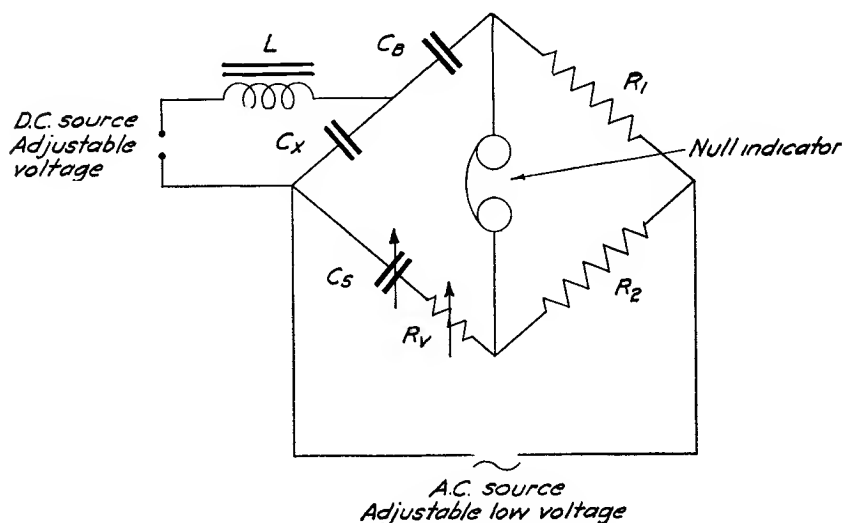 L
C_B
R_1
D.C. source
Adjustable
voltage
C_X
Null indicator
C_S
R_V
R_2
A.C. source
Adjustable low voltage